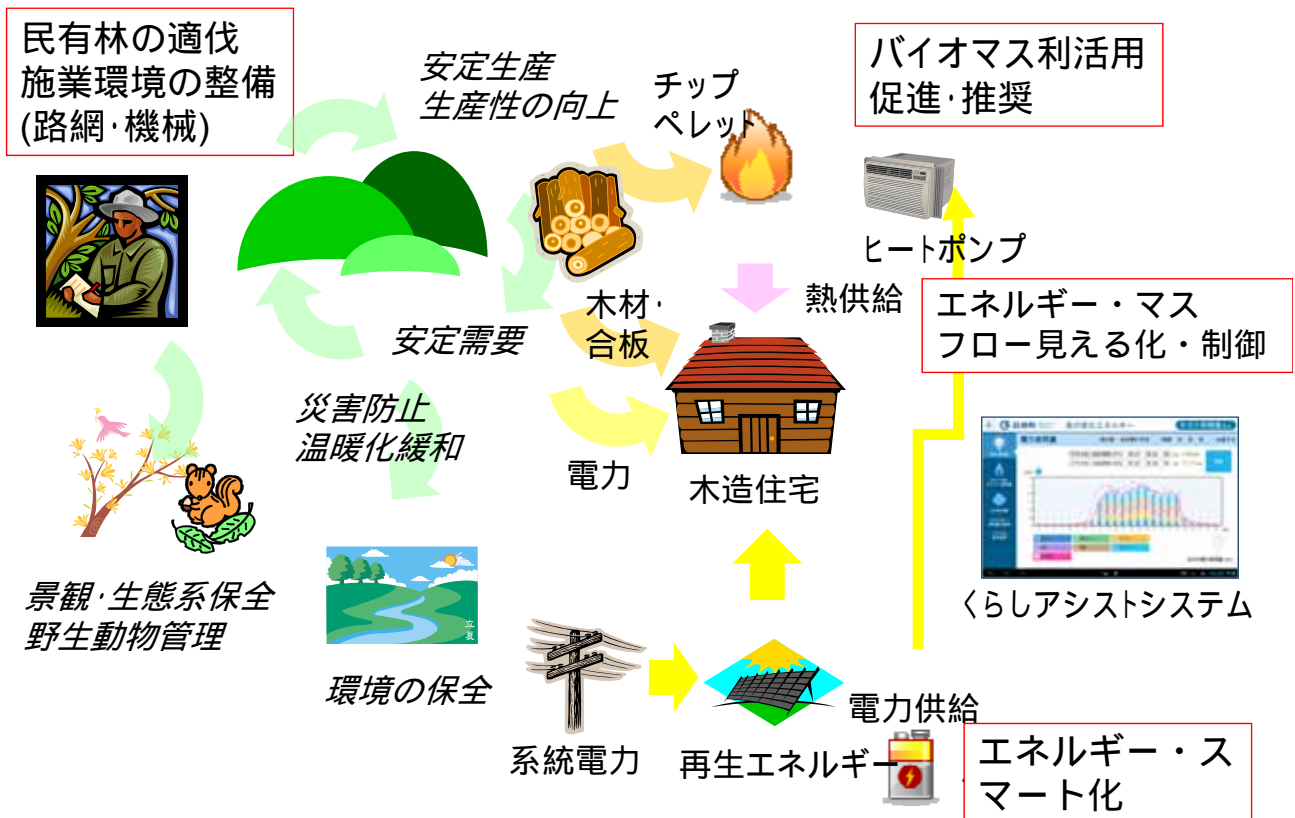 民有林の適伐
施業環境の整備
(路網･機械)
安定生産
生産性の向上
チップ
ペレット
バイオマス利活用
促進･推奨
ヒートポンプ
熱供給
エネルギー・マス
フロー見える化・制御
木材･
合板
安定需要
災害防止
温暖化緩和
電力
木造住宅
くらしアシストシステム
景観･生態系保全
野生動物管理
立夏
環境の保全
系統電力
再生エネルギー
電力供給
エネルギー・ス
マート化